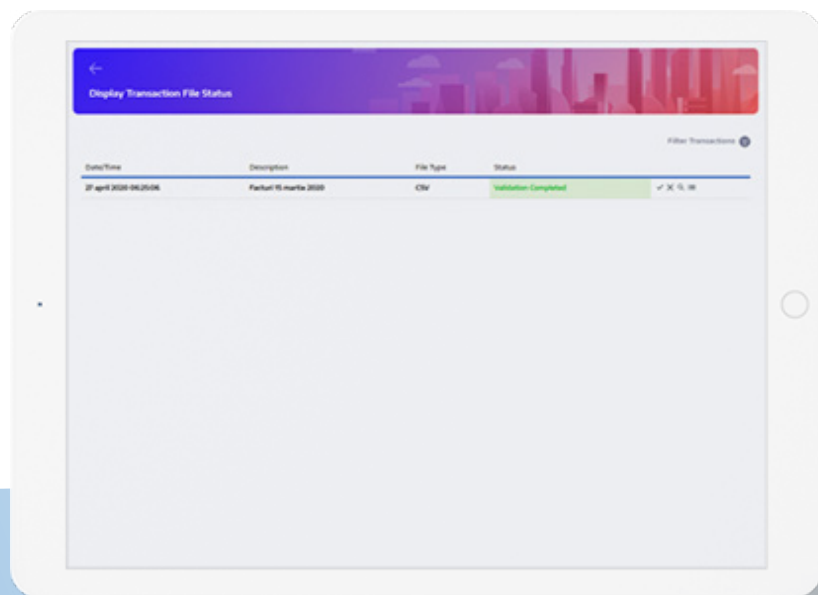 Display Transaction File Status
Filter Transactions
Date/Time Description File Type Status
27 april 2020 06:25:06 Facturi 15 martie 2020 CSV Validation Completed